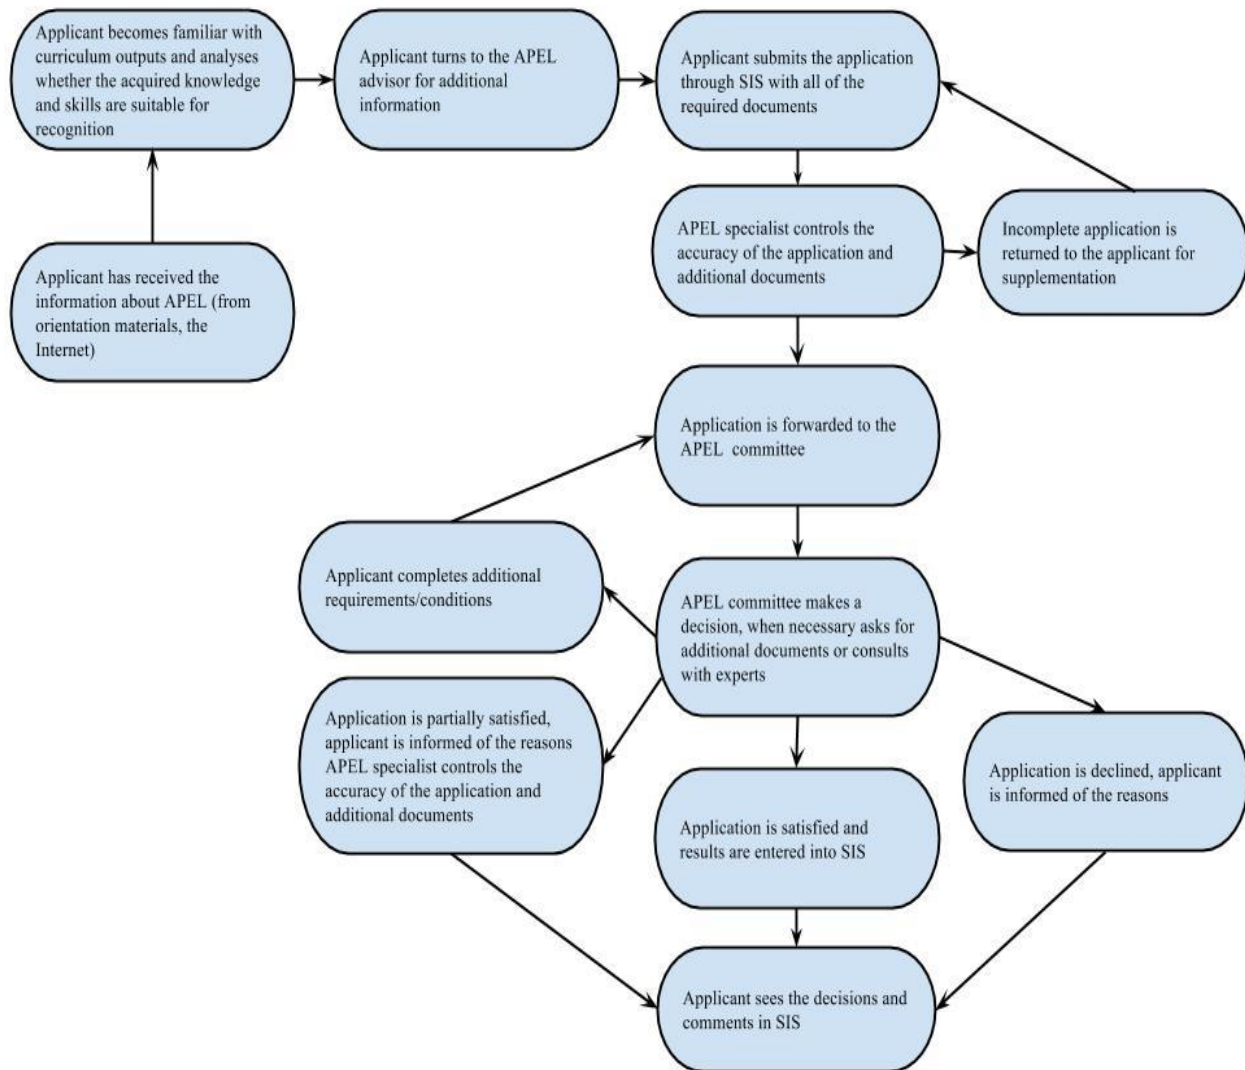 Applicant becomes familiar with
curriculum outputs and analyses
whether the acquired knowledge
and skills are suitable for
recognition
Applicant turns to the APEL
advisor for additional
information
Applicant submits the application
through SIS with all of the
required documents
Applicant has received the
information about APEL (from
orientation materials, the
Internet)
APEL specialist controls the
accuracy of the application and
additional documents
Incomplete application is
returned to the applicant for
supplementation
Application is forwarded to the
APEL committee
Applicant completes additional
requirements/conditions
APEL committee makes a
decision, when necessary asks for
additional documents or consults
with experts
Application is partially satisfied,
applicant is informed of the reasons
APEL specialist controls the
accuracy of the application and
additional documents
Application is satisfied and
results are entered into SIS
Application is declined, applicant
is informed of the reasons
Applicant sees the decisions and
comments in SIS